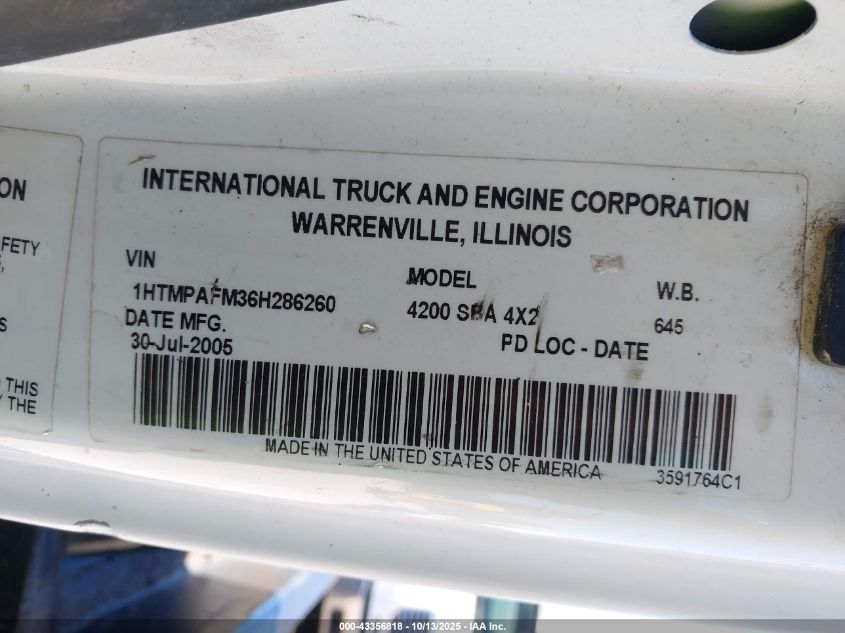 ON
FETY
S
THIS
THE
INTERNATIONAL TRUCK AND ENGINE CORPORATION
WARRENVILLE, ILLINOIS
VIN
MODEL
W.B.
1HTMPAFM36H286260
4200 SBA 4X2
645
DATE MFG.
PD LOC - DATE
30-Jul-2005
MADE IN THE UNITED STATES OF AMERICA
3591764C1
000-43356818 - 10/13/2025 - IAA Inc.